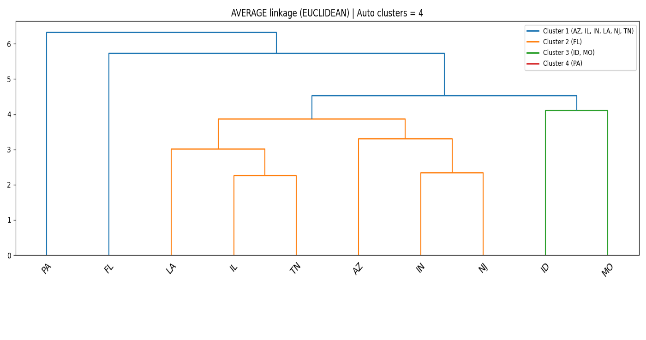 AVERAGE linkage (EUCLIDEAN) | Auto clusters = 4
Cluster 1 (AZ, IL, IN, LA, NJ, TN)
Cluster 2 (FL)
Cluster 3 (ID, MO)
Cluster 4 (PA)
6
5
4
3
2
1
0
PA FL LA IL TN AZ IN NJ ID MO